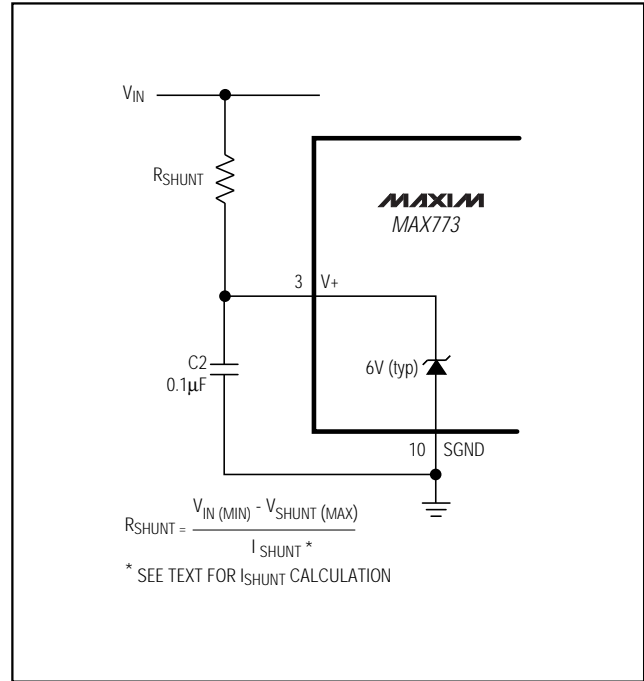 VIN
RSHUNT
MAXIM
MAX773
3 V+
C2
0.1µF
6V (typ)
10 SGND
RSHUNT = VIN (MIN) - VSHUNT (MAX)
I SHUNT *
* SEE TEXT FOR ISHUNT CALCULATION